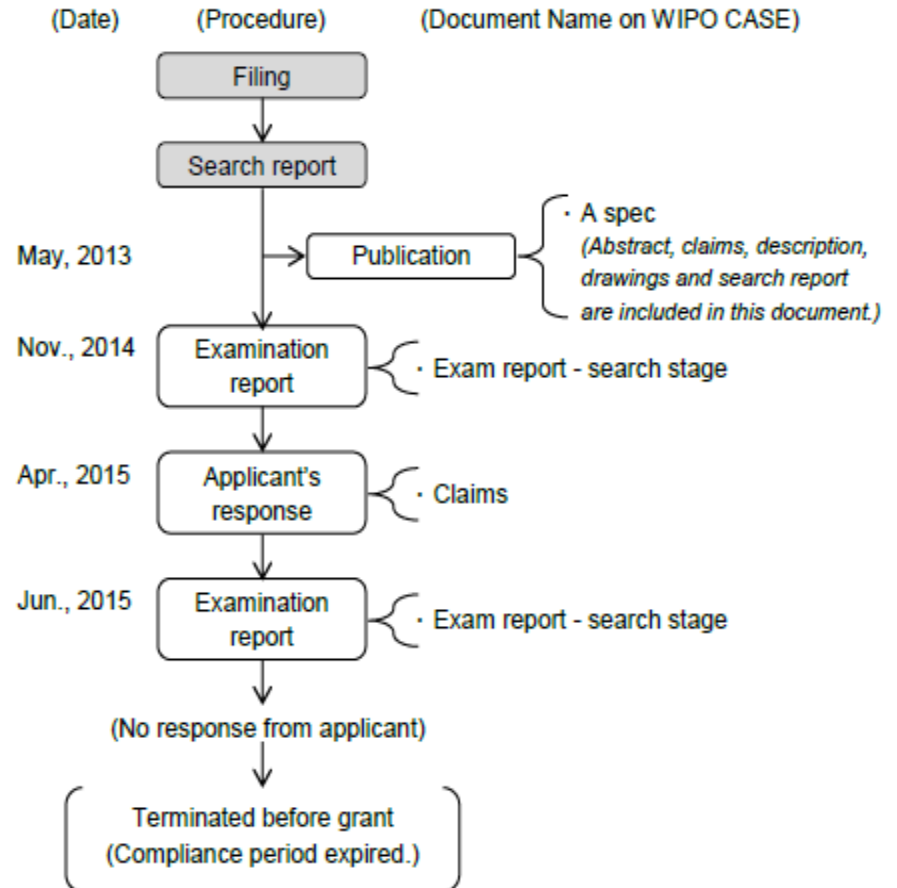 (Date) (Procedure) (Document Name on WIPO CASE)
Filing
Search report
May, 2013
Publication
· A spec
(Abstract, claims, description,
drawings and search report
are included in this document.)
Nov., 2014
Examination
report
· Exam report - search stage
Apr., 2015
Applicant's
response
· Claims
Jun., 2015
Examination
report
· Exam report - search stage
(No response from applicant)
Terminated before grant
(Compliance period expired.)